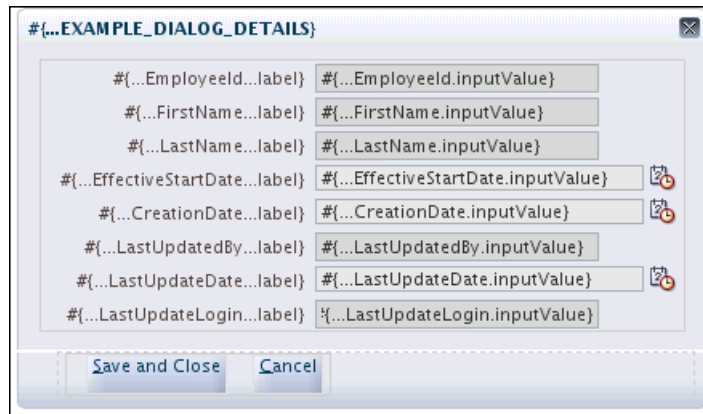 #{...EXAMPLE_DIALOG_DETAILS}
#{...EmployeeId...label} #{...EmployeeId.inputValue}
#{...FirstName...label} #{...FirstName.inputValue}
#{...LastName...label} #{...LastName.inputValue}
#{...EffectiveStartDate...label} #{...EffectiveStartDate.inputValue}
#{...CreationDate...label} #{...CreationDate.inputValue}
#{...LastUpdatedBy...label} #{...LastUpdatedBy.inputValue}
#{...LastUpdateDate...label} #{...LastUpdateDate.inputValue}
#{...LastUpdateLogin...label} {...LastUpdateLogin.inputValue}
Save and Close Cancel